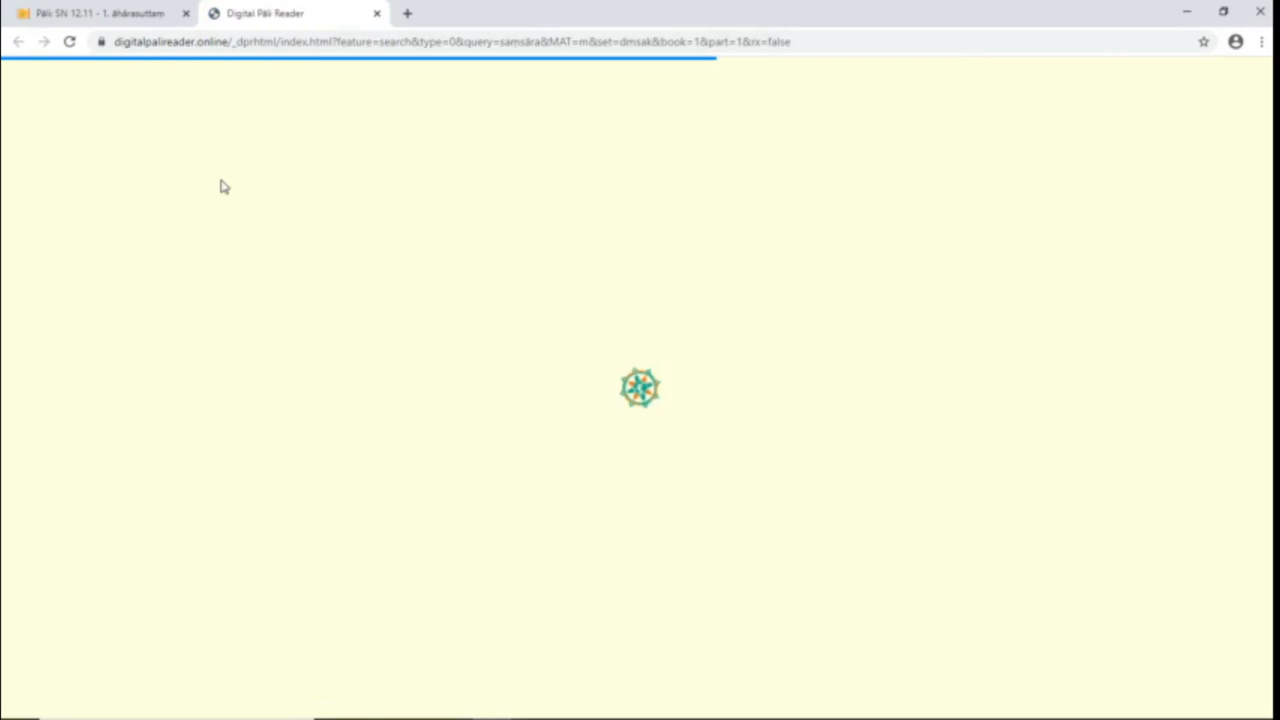 Pāli: SN 12.11 - 1. āhārasuttaṃ
Digital Pāli Reader
digitalpalireader.online/_dprhtml/index.html?feature=search&type=0&query=saṃsāra&MAT=m&set=dmsak&book=1&part=1&rx=false